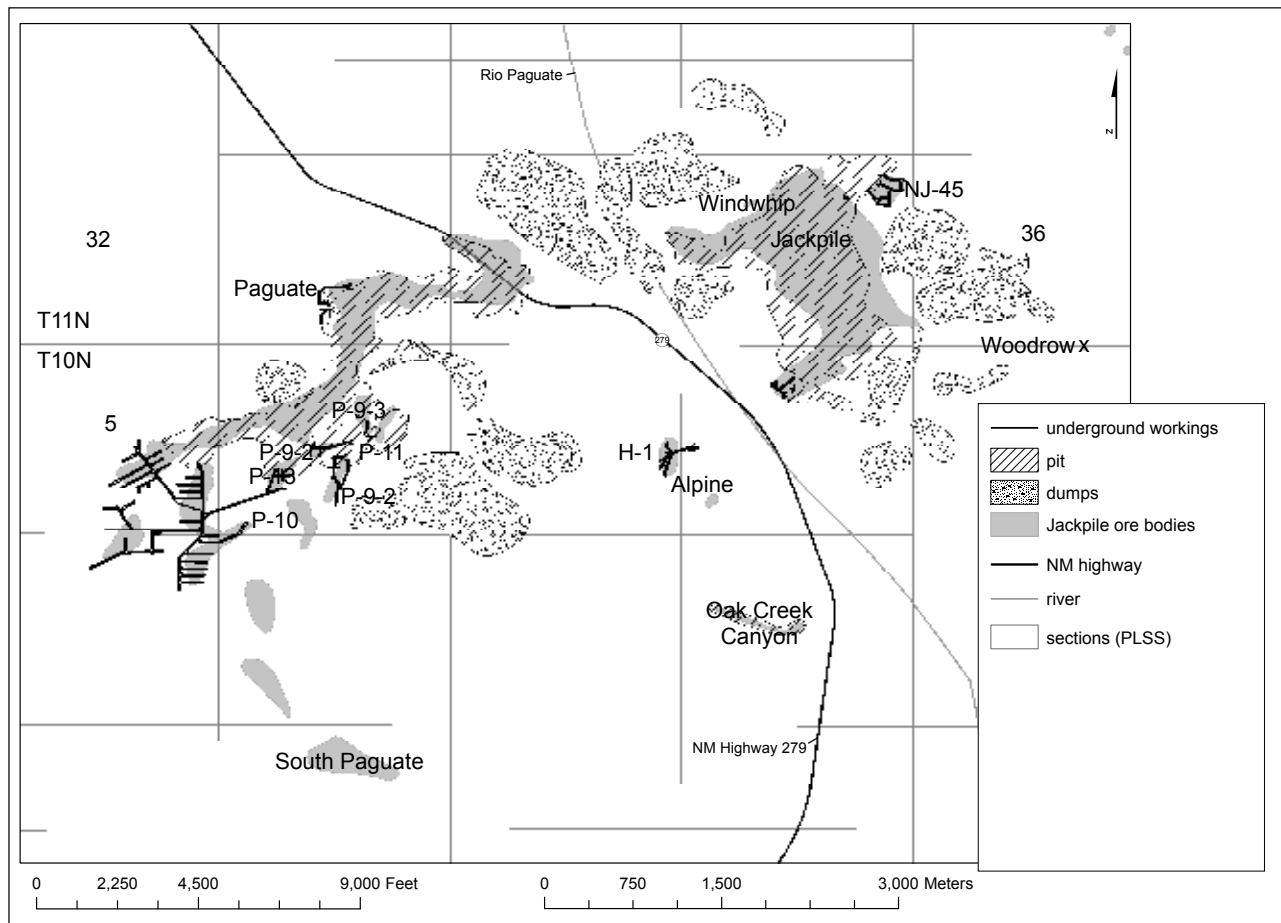 Rio Paguate
z
NJ-45
Windwhip
32
Jackpile
36
Paguate
T11N
279
Woodrow x
T10N
P-9-3
5
P-9-2
P-11
H-1
P-13
Alpine
P-9-2
P-10
Oak Creek
Canyon
NM Highway 279
South Paguate
underground workings
pit
dumps
Jackpile ore bodies
NM highway
river
sections (PLSS)
0 2,250 4,500 9,000 Feet
0 750 1,500 3,000 Meters